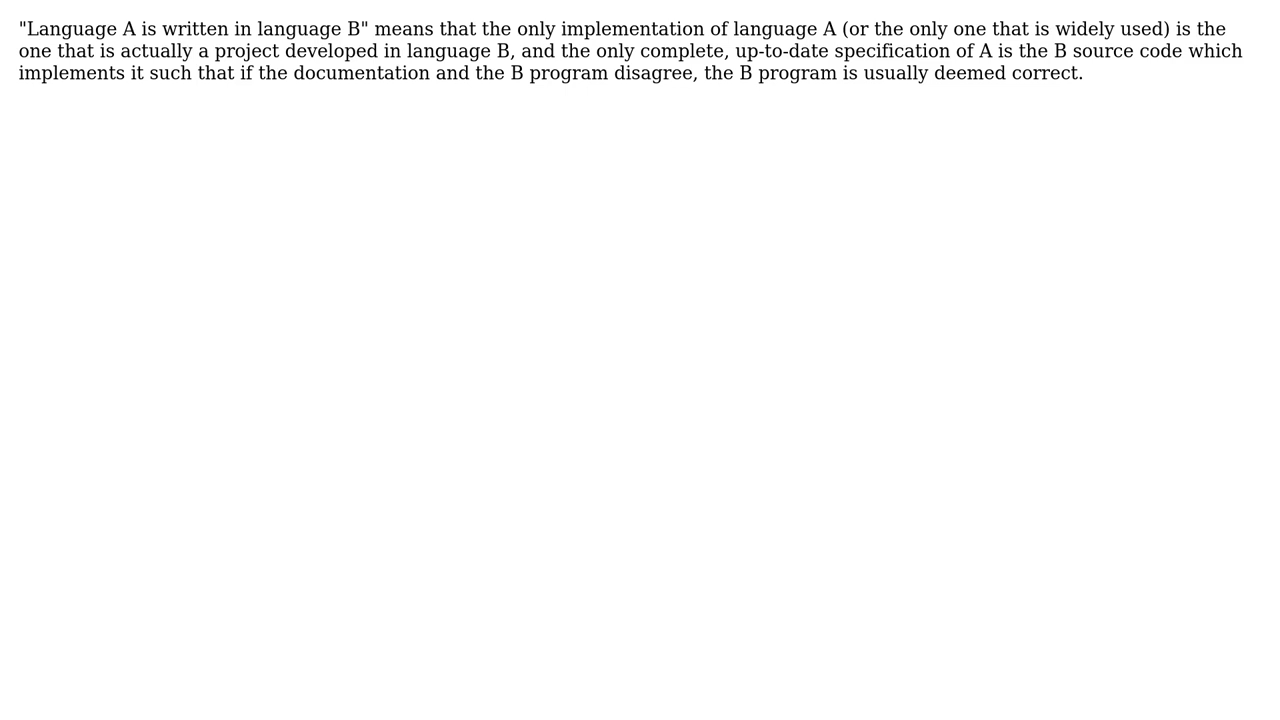 "Language A is written in language B" means that the only implementation of language A (or the only one that is widely used) is the
one that is actually a project developed in language B, and the only complete, up-to-date specification of A is the B source code which
implements it such that if the documentation and the B program disagree, the B program is usually deemed correct.